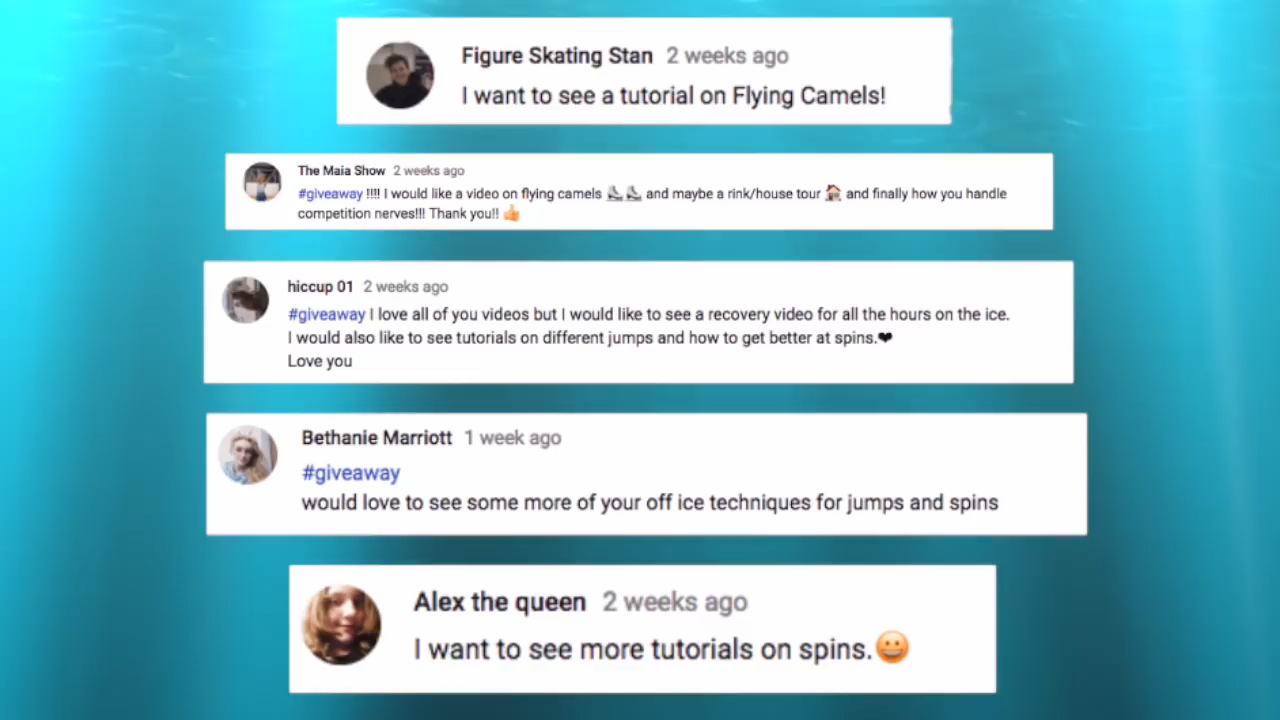 Figure Skating Stan 2 weeks ago
I want to see a tutorial on Flying Camels!
The Maia Show 2 weeks ago
#giveaway !!!! I would like a video on flying camels ⛸⛸ and maybe a rink/house tour 🏠 and finally how you handle
competition nerves!!! Thank you!! 👍
hiccup 01 2 weeks ago
#giveaway I love all of you videos but I would like to see a recovery video for all the hours on the ice.
I would also like to see tutorials on different jumps and how to get better at spins.❤
Love you
Bethanie Marriott 1 week ago
#giveaway
would love to see some more of your off ice techniques for jumps and spins
Alex the queen 2 weeks ago
I want to see more tutorials on spins.😀